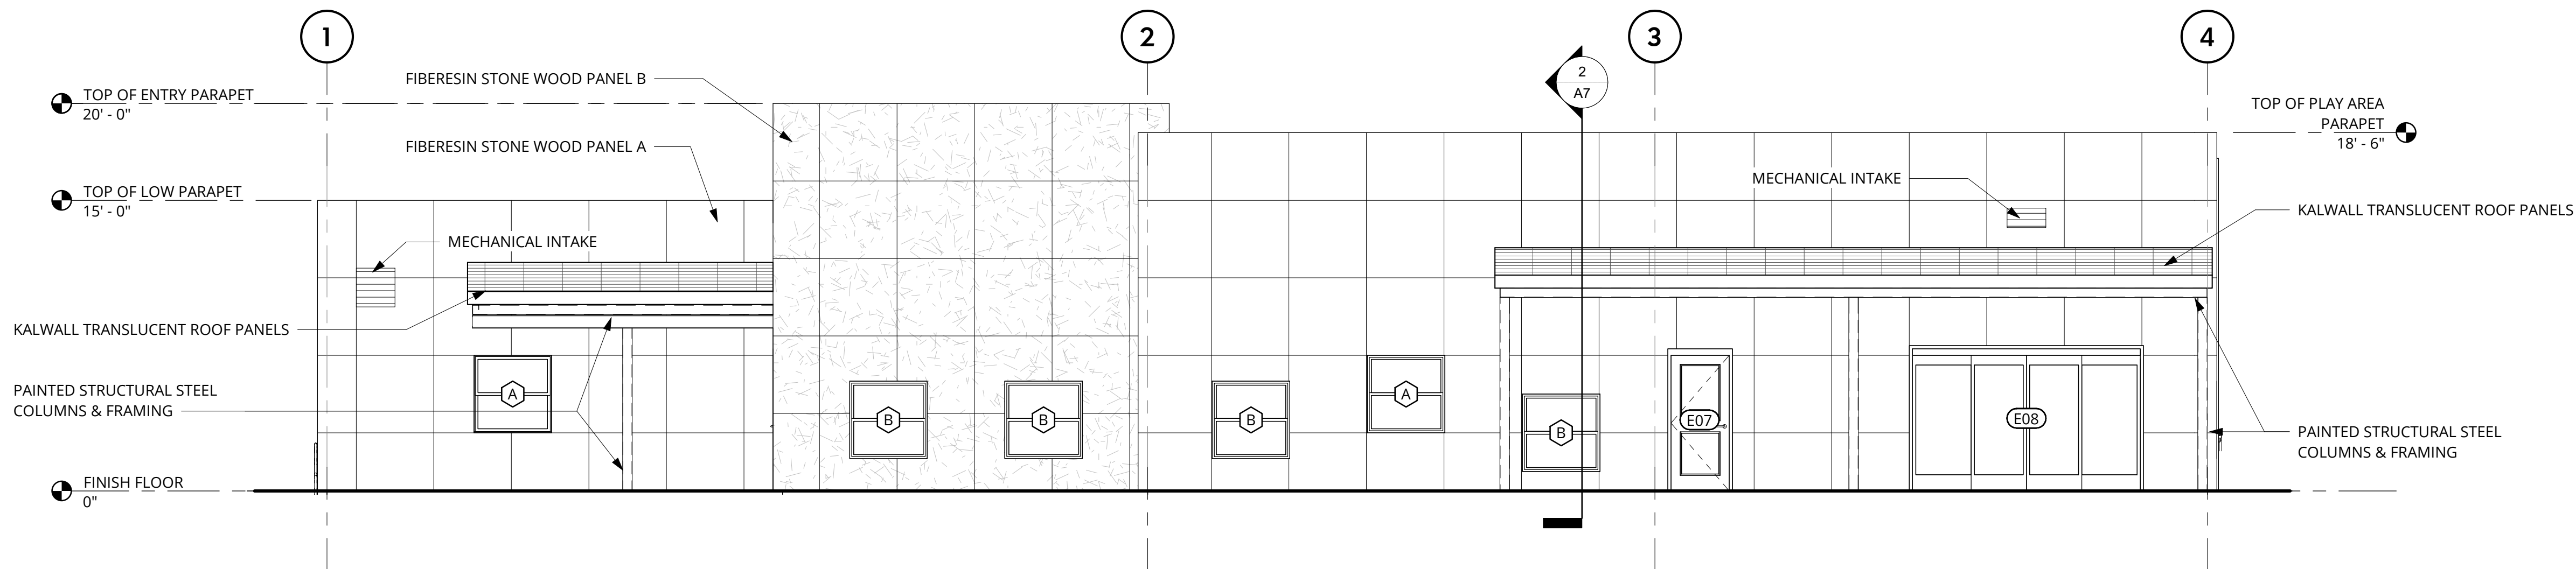 1
2
3
4
FIBERESIN STONE WOOD PANEL B
2
A7
TOP OF ENTRY PARAPET
20' - 0"
TOP OF PLAY AREA
PARAPET
18' - 6"
FIBERESIN STONE WOOD PANEL A
MECHANICAL INTAKE
TOP OF LOW PARAPET
15' - 0"
KALWALL TRANSLUCENT ROOF PANELS
MECHANICAL INTAKE
KALWALL TRANSLUCENT ROOF PANELS
PAINTED STRUCTURAL STEEL
COLUMNS & FRAMING
A
B
B
B
A
B
E07
E08
PAINTED STRUCTURAL STEEL
COLUMNS & FRAMING
FINISH FLOOR
0"